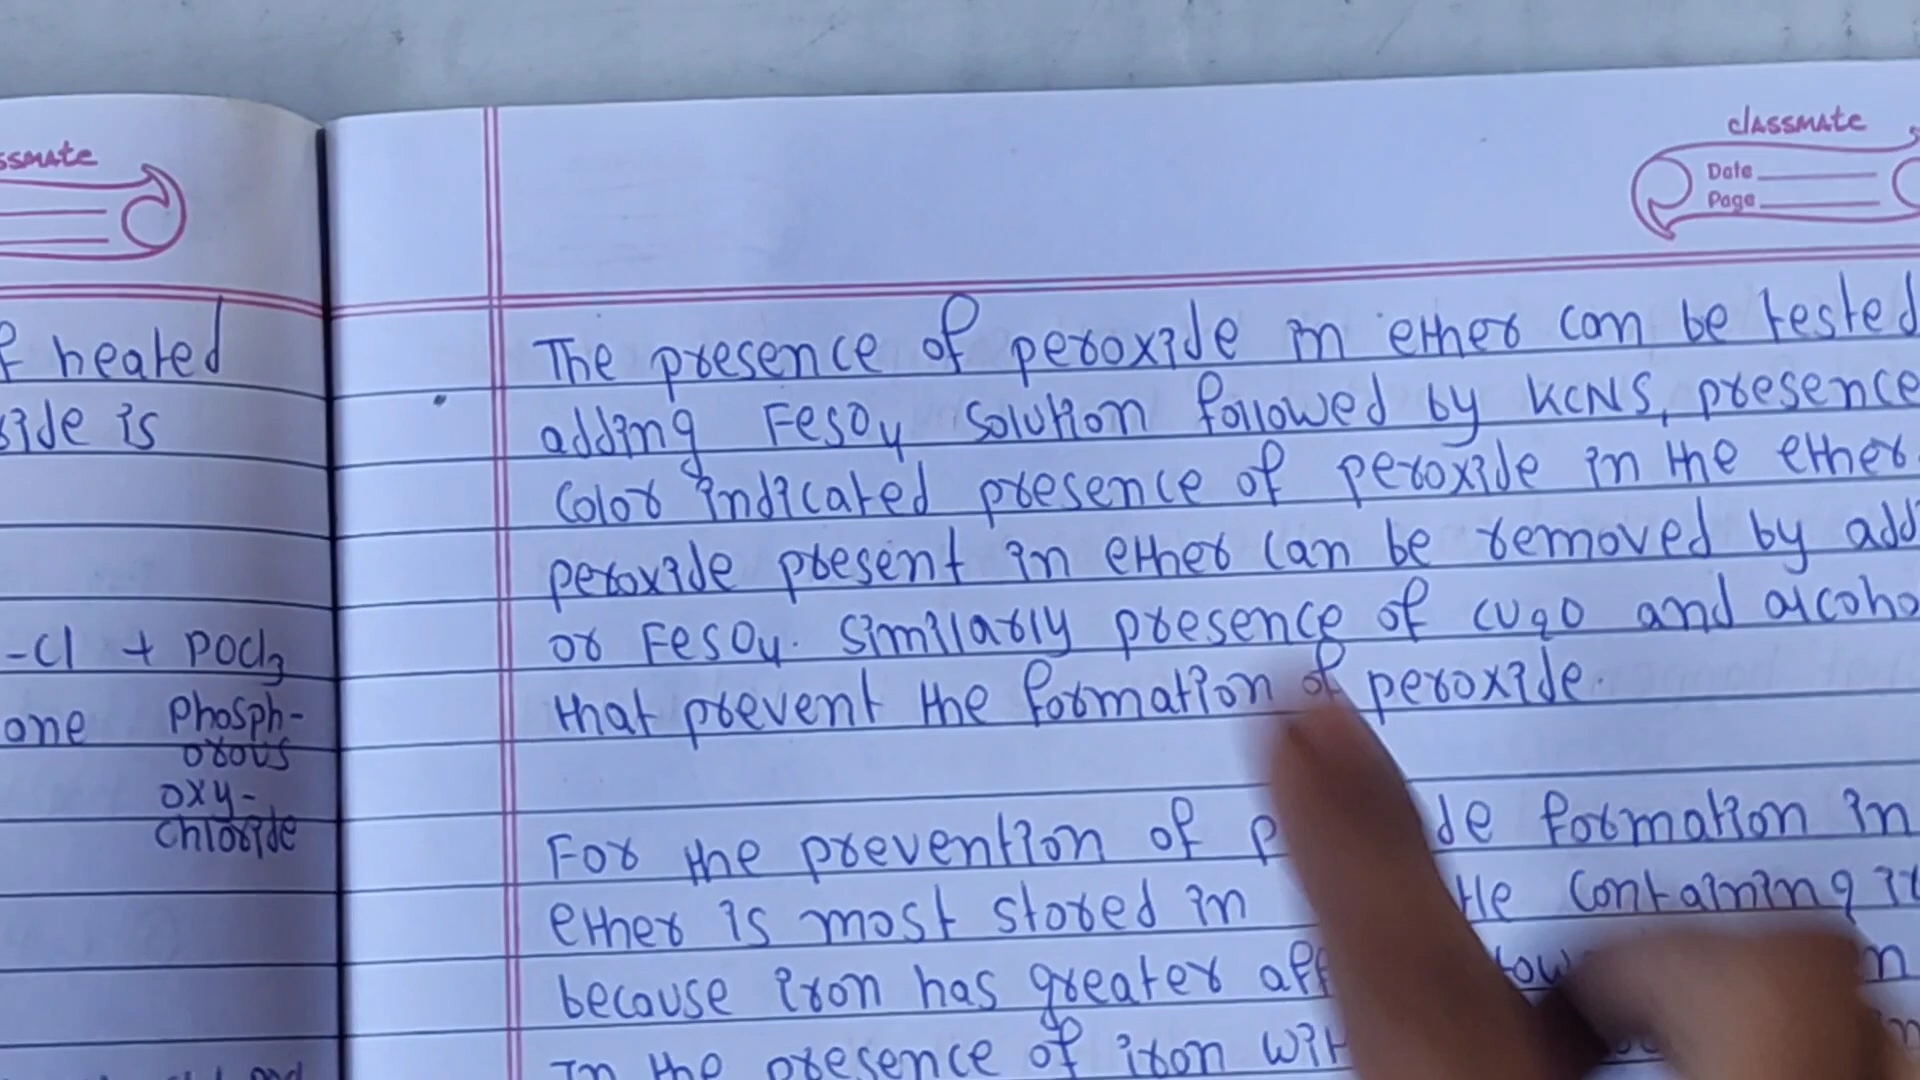 ssmate
f heated
ide is
-Cl + POCl3
one Phosph-
orous
oxy-
chloride
classmate
Date
Page
The presence of peroxide in ether can be tested
adding FeSO4 solution followed by KCNS, presence
Color indicated presence of peroxide in the ether.
peroxide present in ether can be removed by add
or FeSO4. Similarly presence of Cu2O and alcoho
that prevent the formation of peroxide.
For the prevention of p de formation in
ether is most stored in tle containing i
because iron has greater aff tow n
In the presence of iron wi